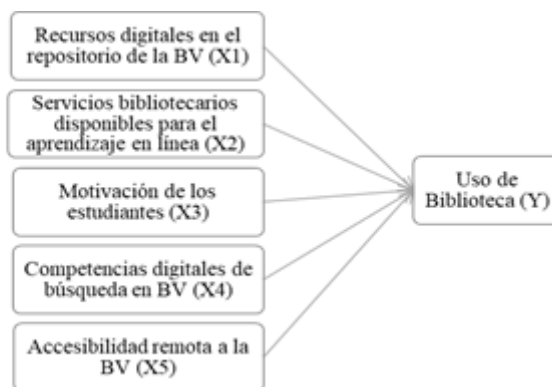 Recursos digitales en el
repositorio de la BV (X1)
Servicios bibliotecarios
disponibles para el
aprendizaje en línea (X2)
Motivación de los
estudiantes (X3)
Competencias digitales de
búsqueda en BV (X4)
Accesibilidad remota a la
BV (X5)
Uso de
Biblioteca (Y)